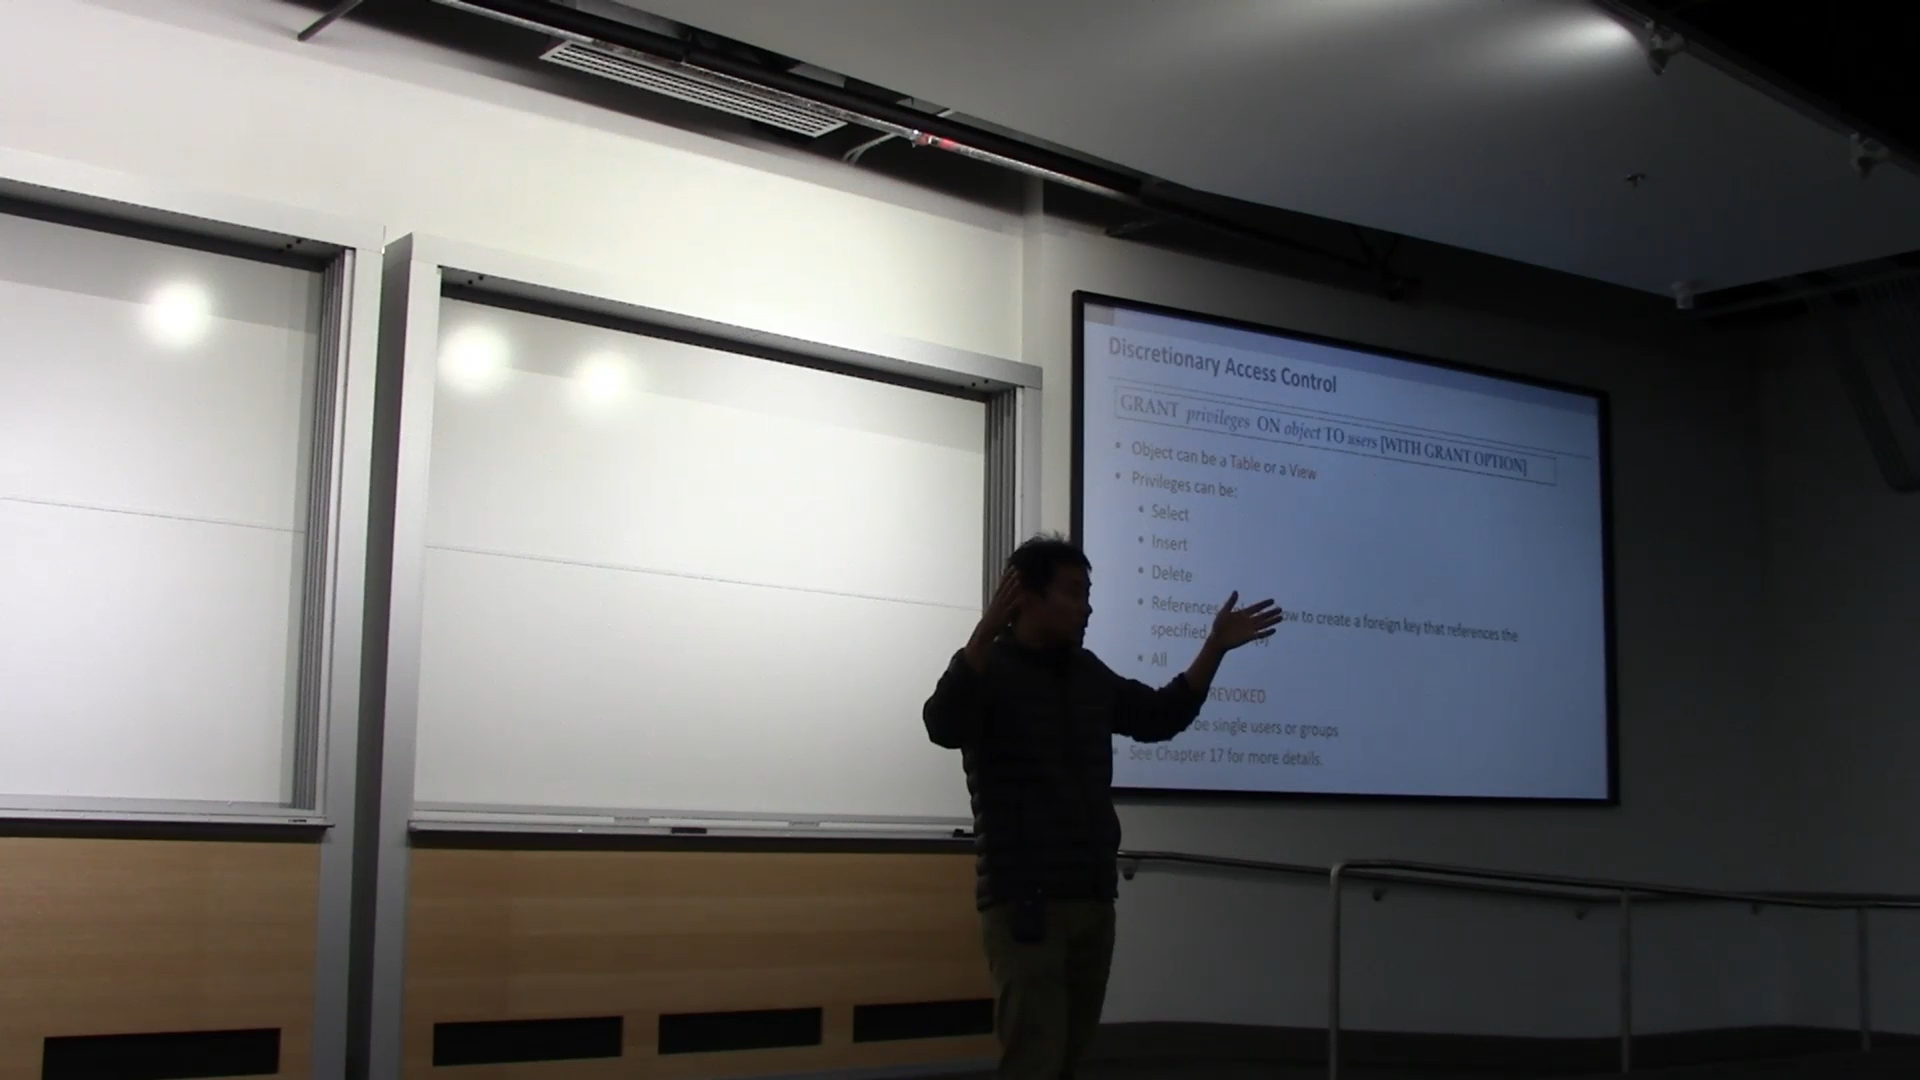 Discretionary Access Control
GRANT privileges ON object TO users [WITH GRANT OPTION]
• Object can be a Table or a View
• Privileges can be:
• Select
• Insert
• Delete
• References to create a foreign key that references the
specified
• All
REVOKED
be single users or groups
• See Chapter 17 for more details.